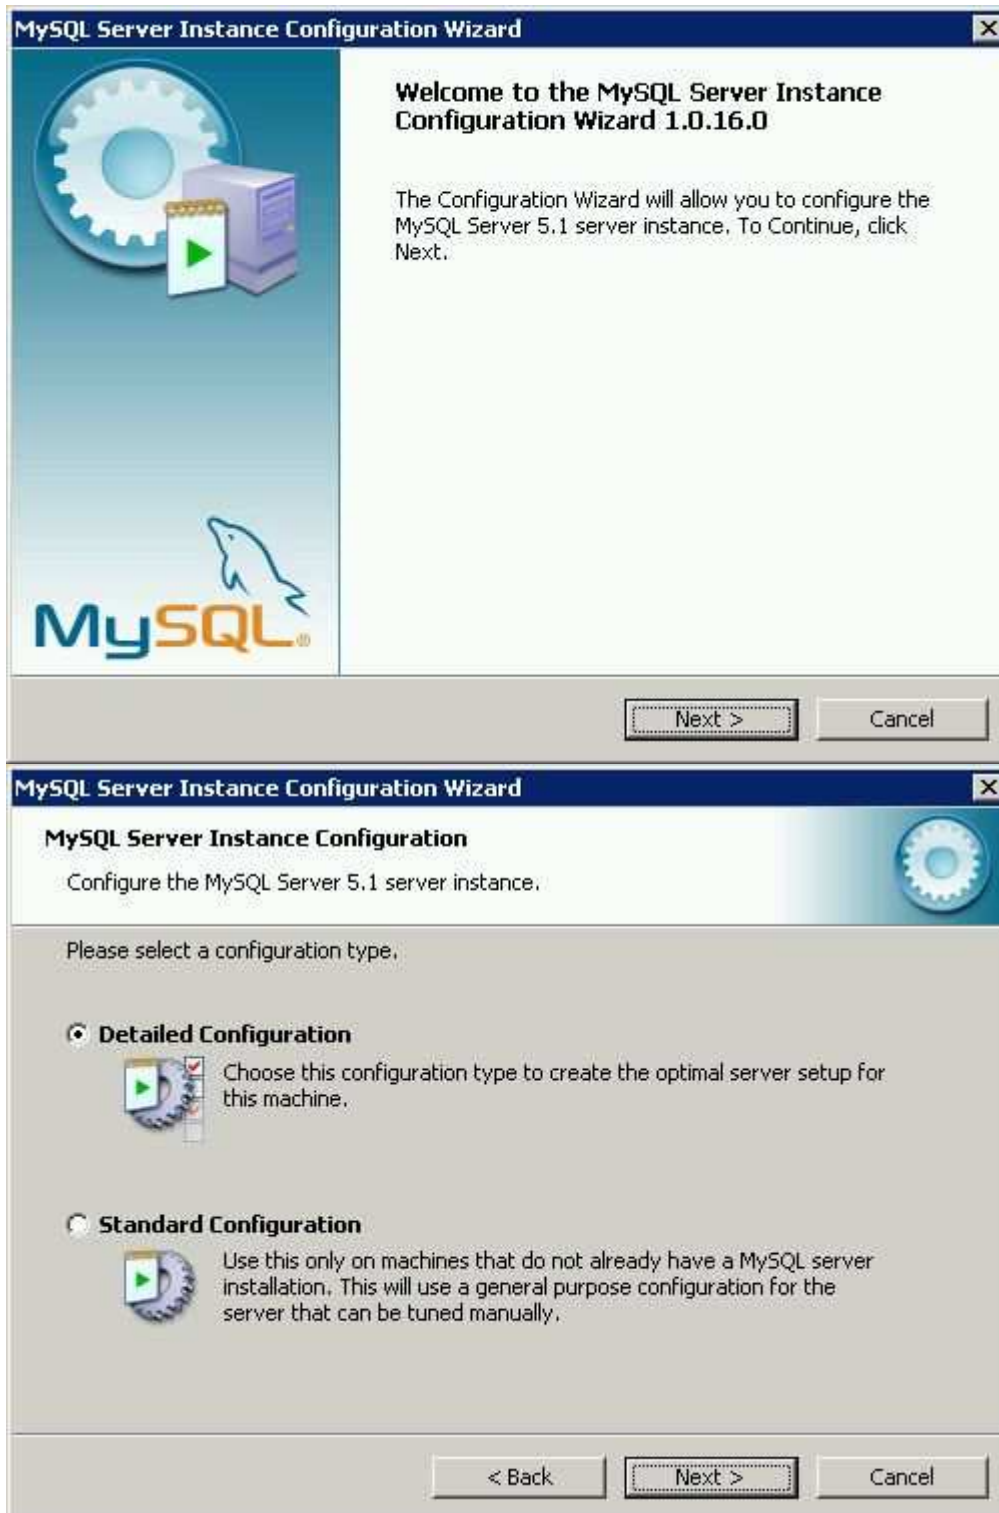 MySQL Server Instance Configuration Wizard
Welcome to the MySQL Server Instance
Configuration Wizard 1.0.16.0
The Configuration Wizard will allow you to configure the
MySQL Server 5.1 server instance. To Continue, click
Next.
MySQL®
Next >
Cancel
MySQL Server Instance Configuration Wizard
MySQL Server Instance Configuration
Configure the MySQL Server 5.1 server instance.
Please select a configuration type.
Detailed Configuration
Choose this configuration type to create the optimal server setup for
this machine.
Standard Configuration
Use this only on machines that do not already have a MySQL server
installation. This will use a general purpose configuration for the
server that can be tuned manually.
< Back
Next >
Cancel